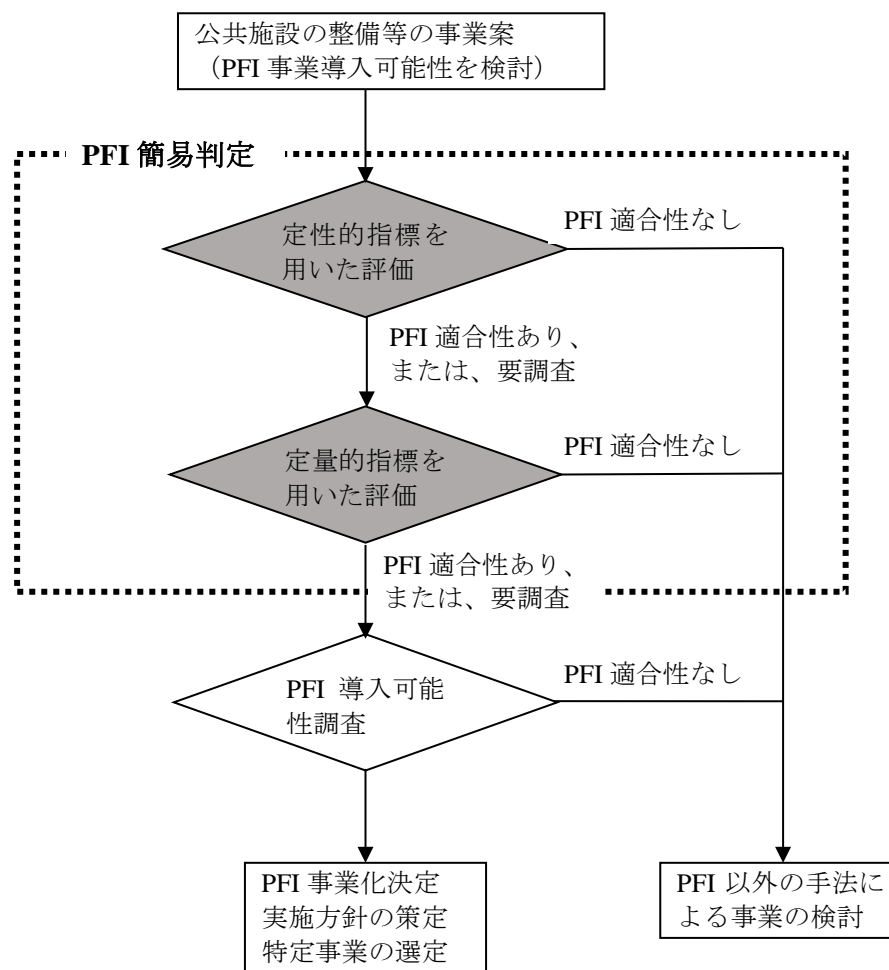 公共施設の整備等の事業案
（PFI 事業導入可能性を検討）
PFI 簡易判定
定性的指標を
用いた評価
PFI 適合性なし
PFI 適合性あり、
または、要調査
定量的指標を
用いた評価
PFI 適合性なし
PFI 適合性あり、
または、要調査
PFI 導入可能
性調査
PFI 適合性なし
PFI 事業化決定
実施方針の策定
特定事業の選定
PFI 以外の手法に
よる事業の検討